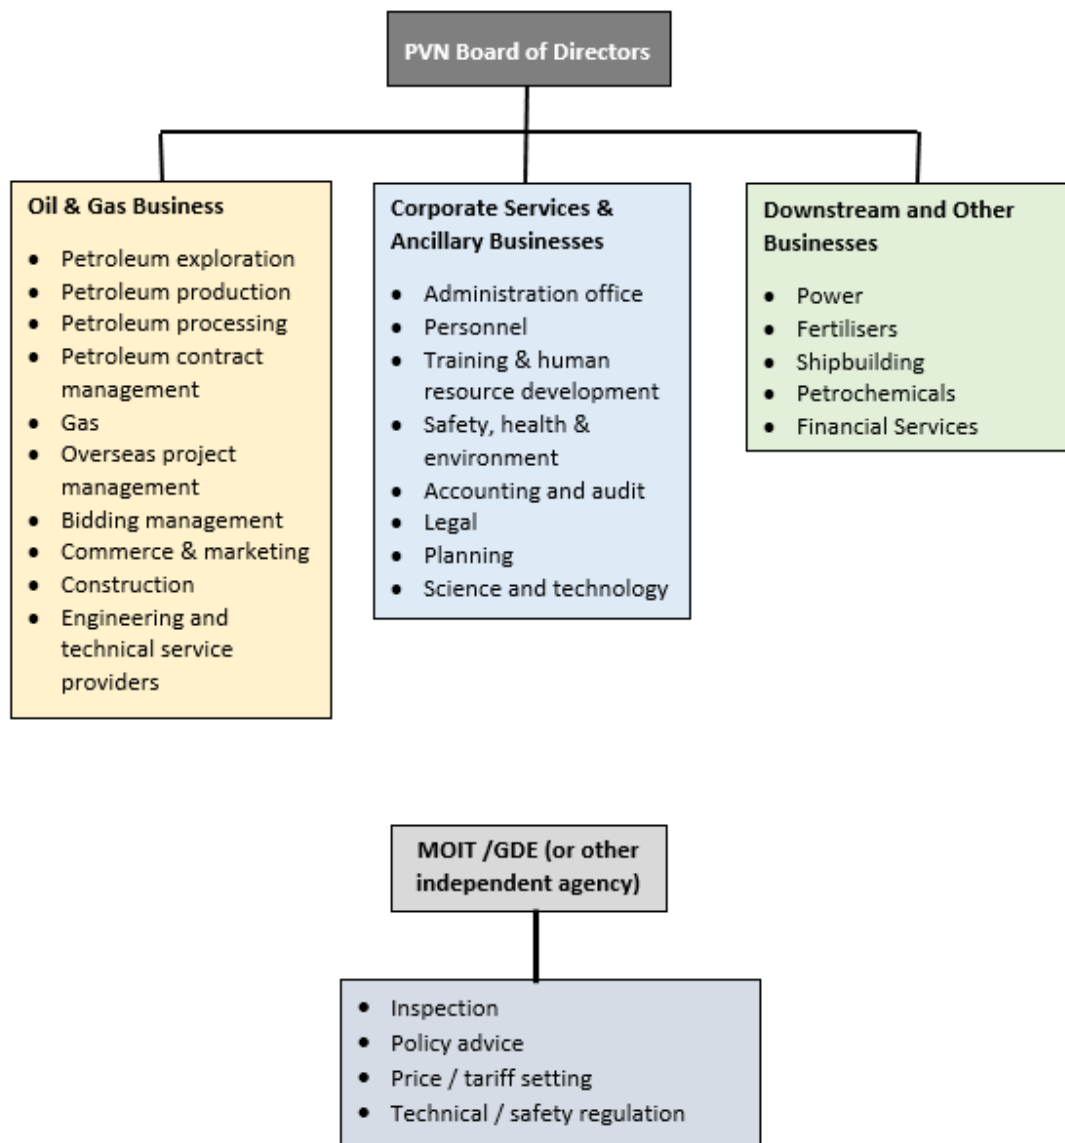 PVN Board of Directors
Oil & Gas Business
• Petroleum exploration
• Petroleum production
• Petroleum processing
• Petroleum contract
management
• Gas
• Overseas project
management
• Bidding management
• Commerce & marketing
• Construction
• Engineering and
technical service
providers
Corporate Services &
Ancillary Businesses
• Administration office
• Personnel
• Training & human
resource development
• Safety, health &
environment
• Accounting and audit
• Legal
• Planning
• Science and technology
Downstream and Other
Businesses
• Power
• Fertilisers
• Shipbuilding
• Petrochemicals
• Financial Services
MOIT /GDE (or other
independent agency)
• Inspection
• Policy advice
• Price / tariff setting
• Technical / safety regulation